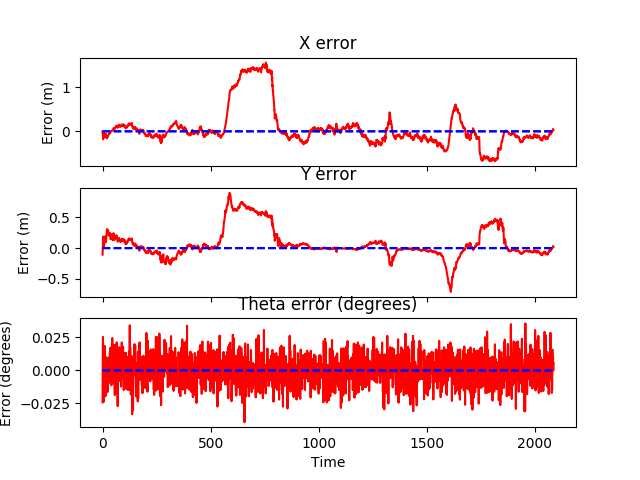 X error
Error (m)
1
0
Y error
Error (m)
0.5
0.0
−0.5
Theta error (degrees)
Error (degrees)
0.025
0.000
−0.025
0
500
1000
1500
2000
Time